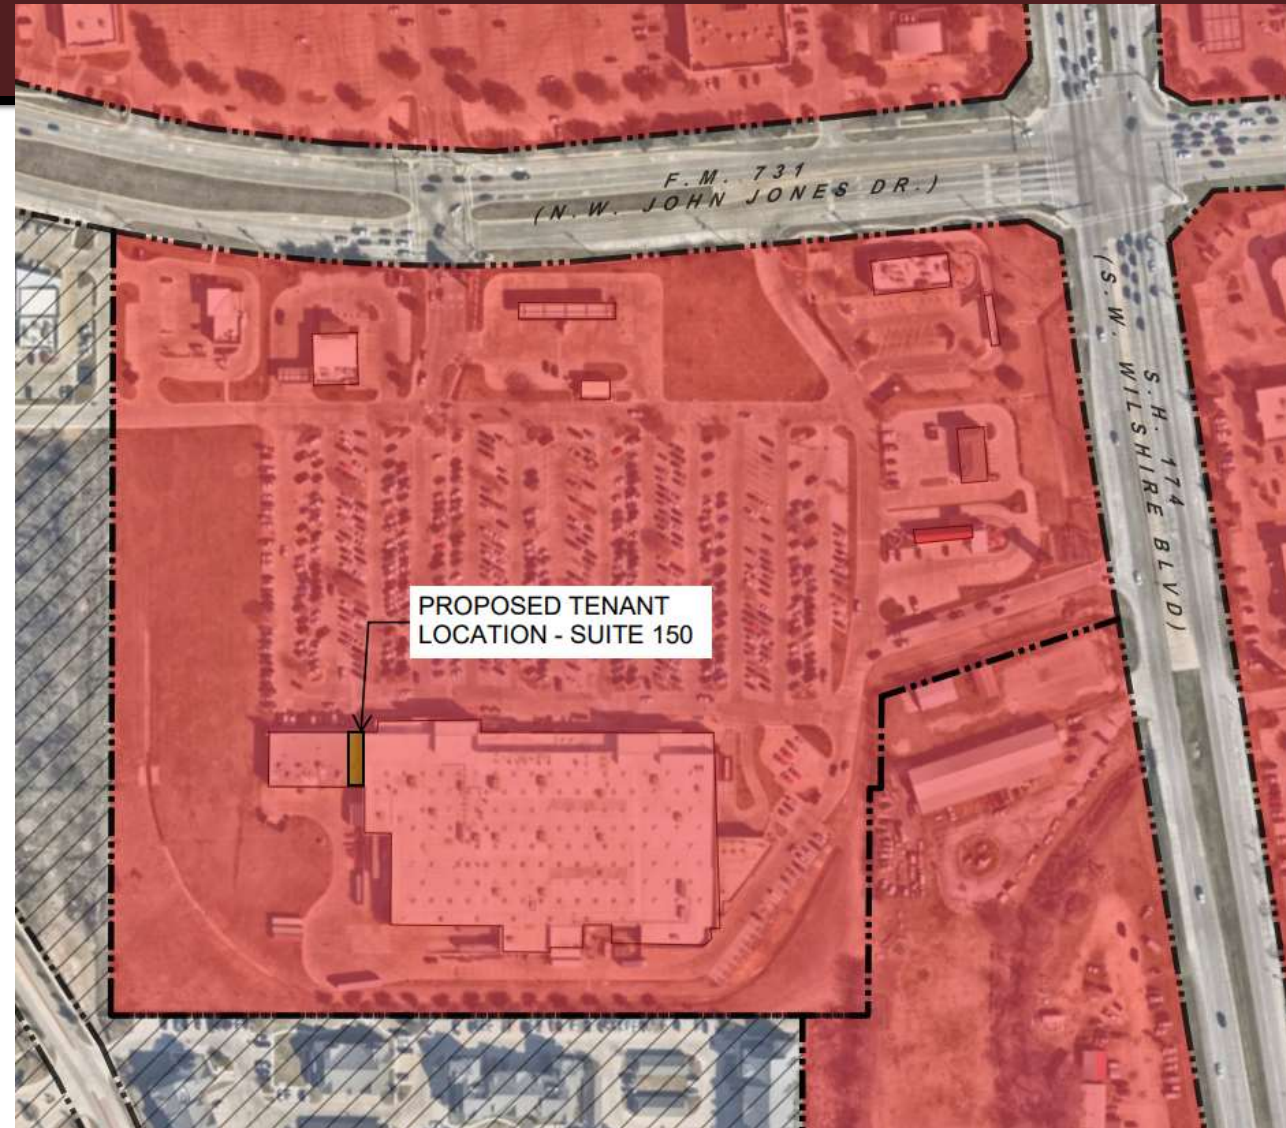 F.M. 731
(N.W. JOHN JONES DR.)
S.H. 174
(S.W. WILSHIRE BLVD)
PROPOSED TENANT
LOCATION - SUITE 150